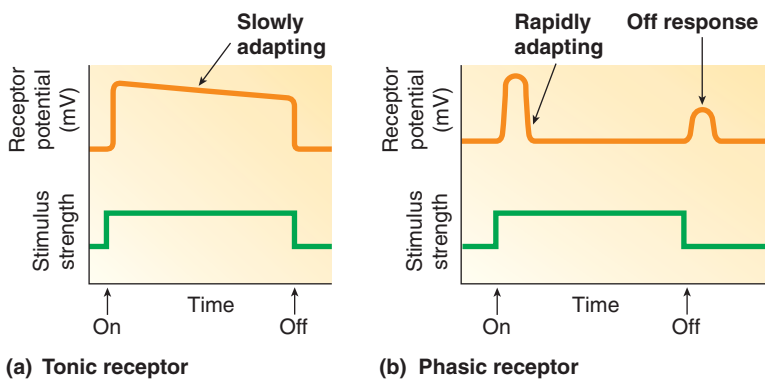 Slowly
adapting
Receptor
potential
(mV)
Stimulus
strength
Time
On
Off
(a) Tonic receptor
Rapidly
adapting
Off response
Receptor
potential
(mV)
Stimulus
strength
Time
On
Off
(b) Phasic receptor